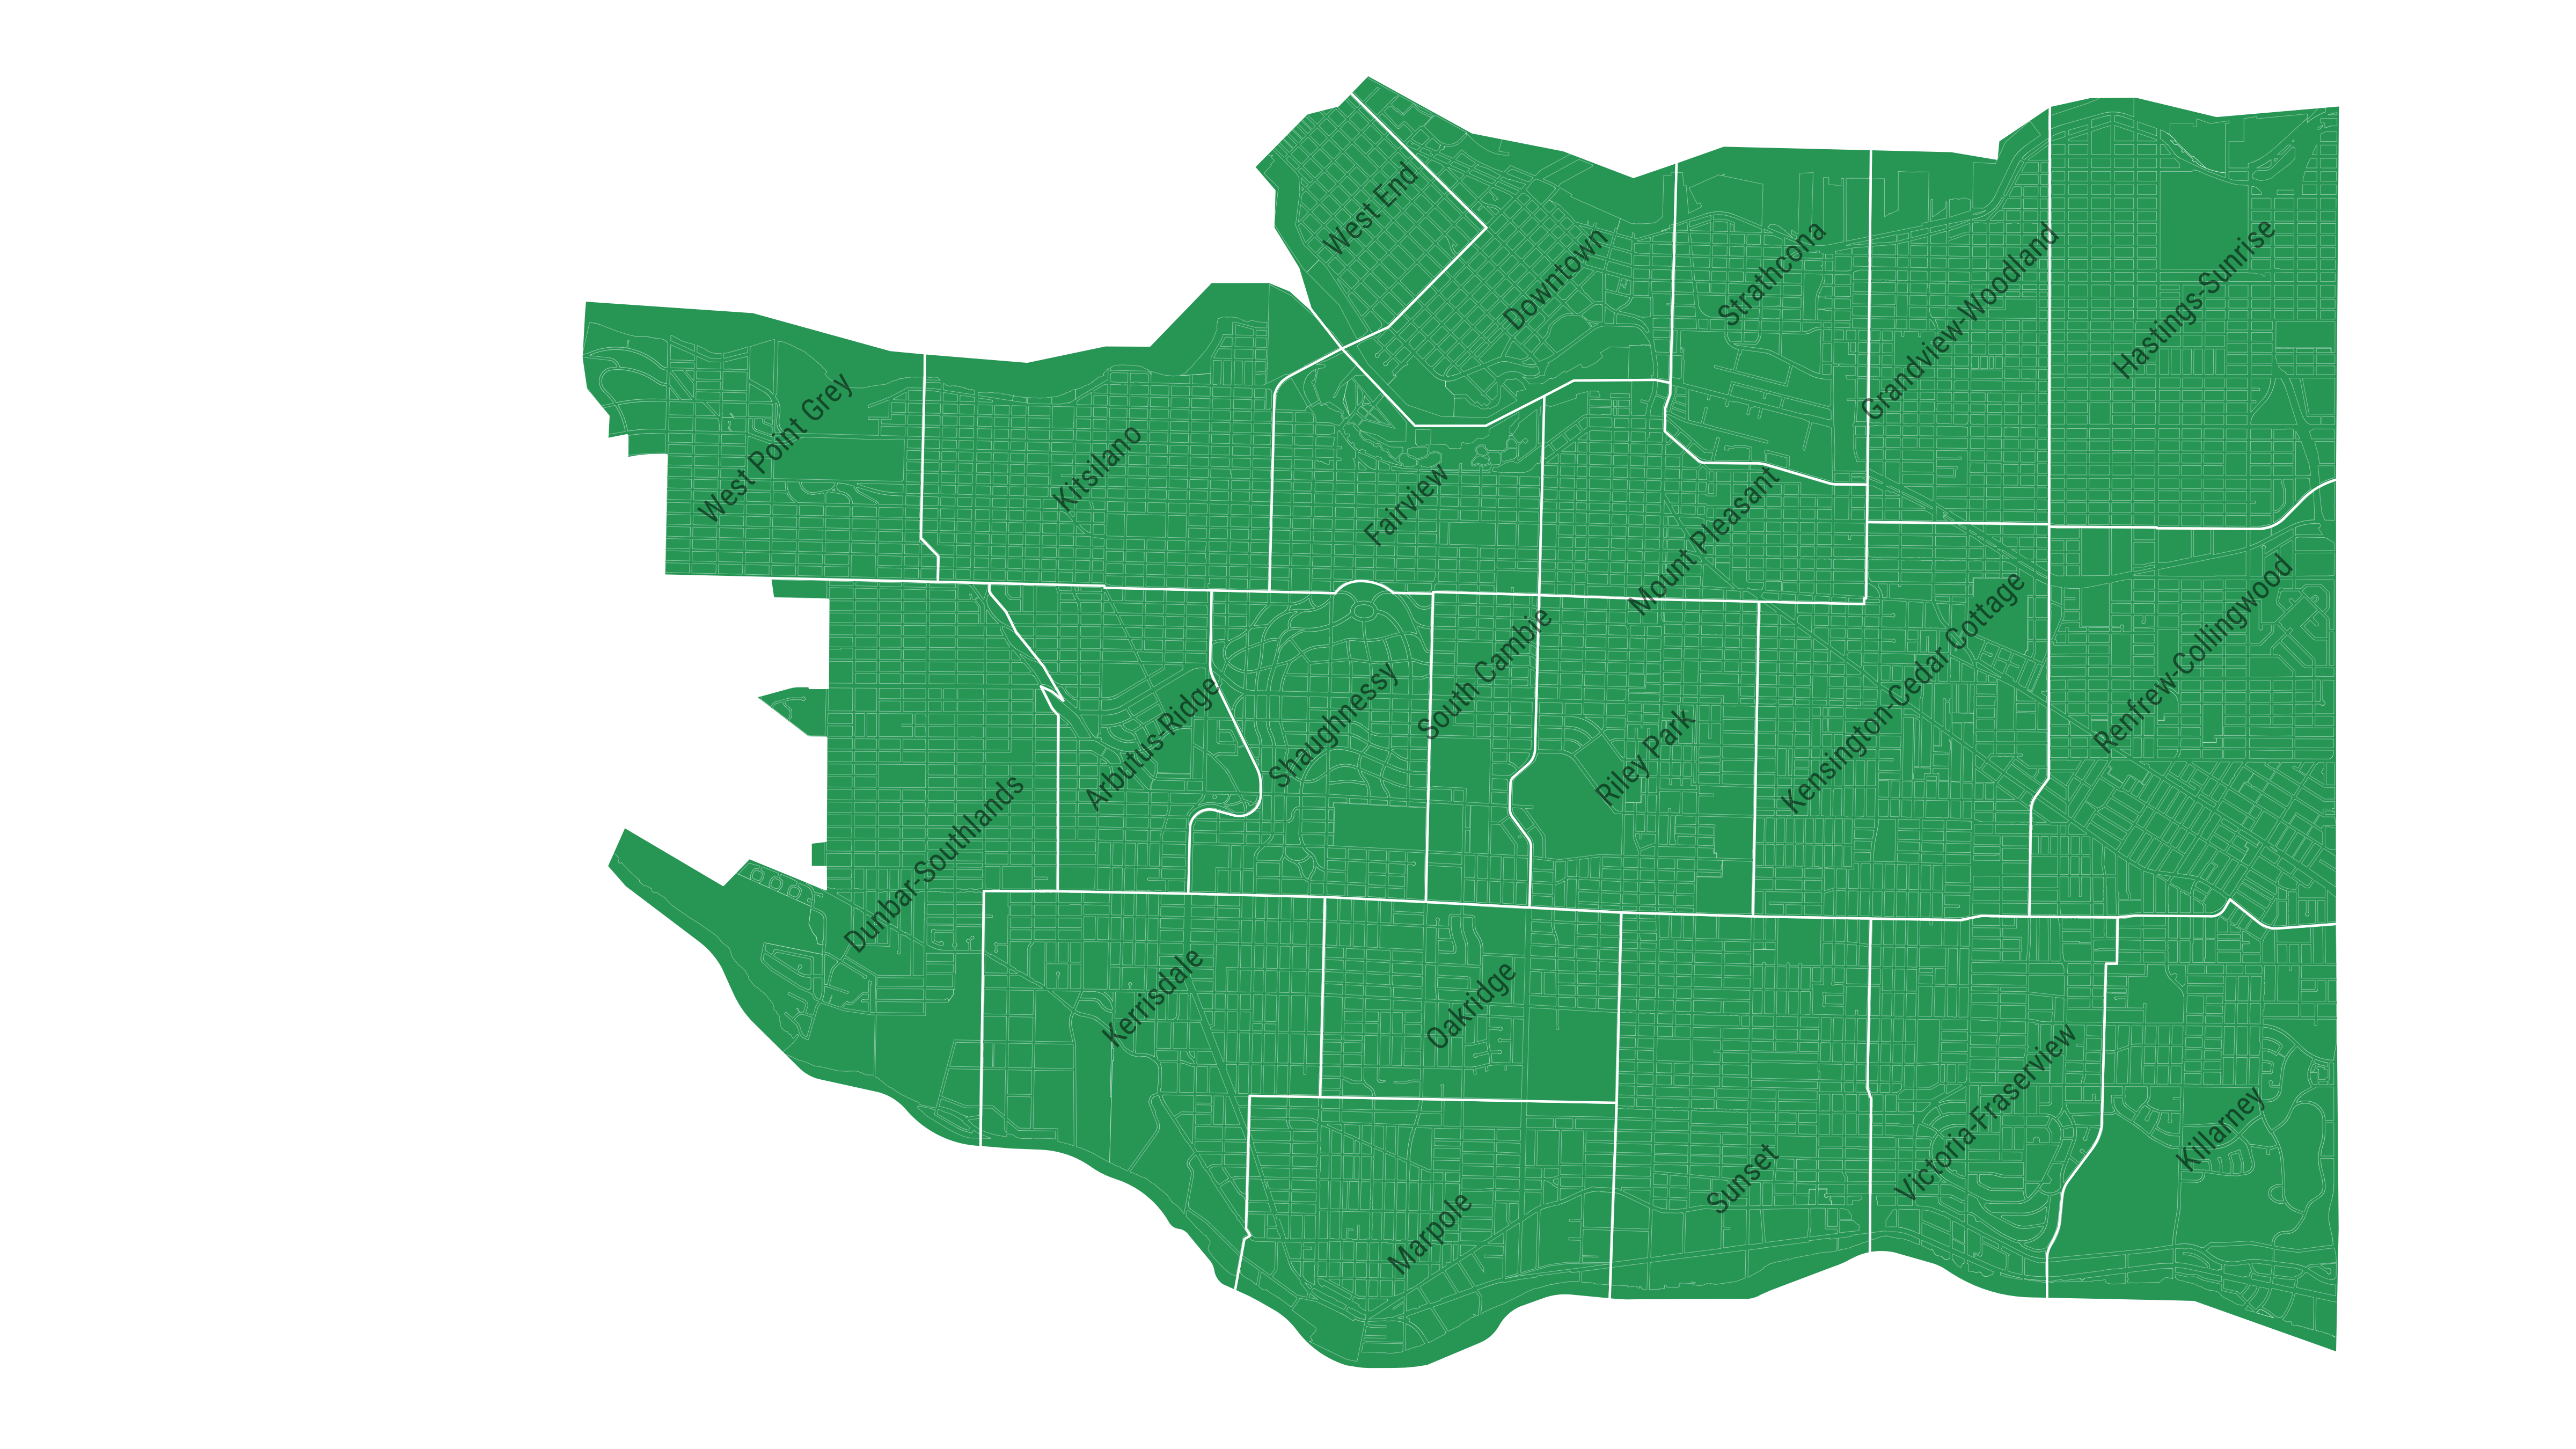 West End
Downtown
Strathcona
Grandview-Woodland
Hastings-Sunrise
West Point Grey
Kitsilano
Fairview
Mount Pleasant
Dunbar-Southlands
Arbutus-Ridge
Shaughnessy
South Cambie
Riley Park
Kensington-Cedar Cottage
Renfrew-Collingwood
Kerrisdale
Oakridge
Marpole
Sunset
Victoria-Fraserview
Killarney